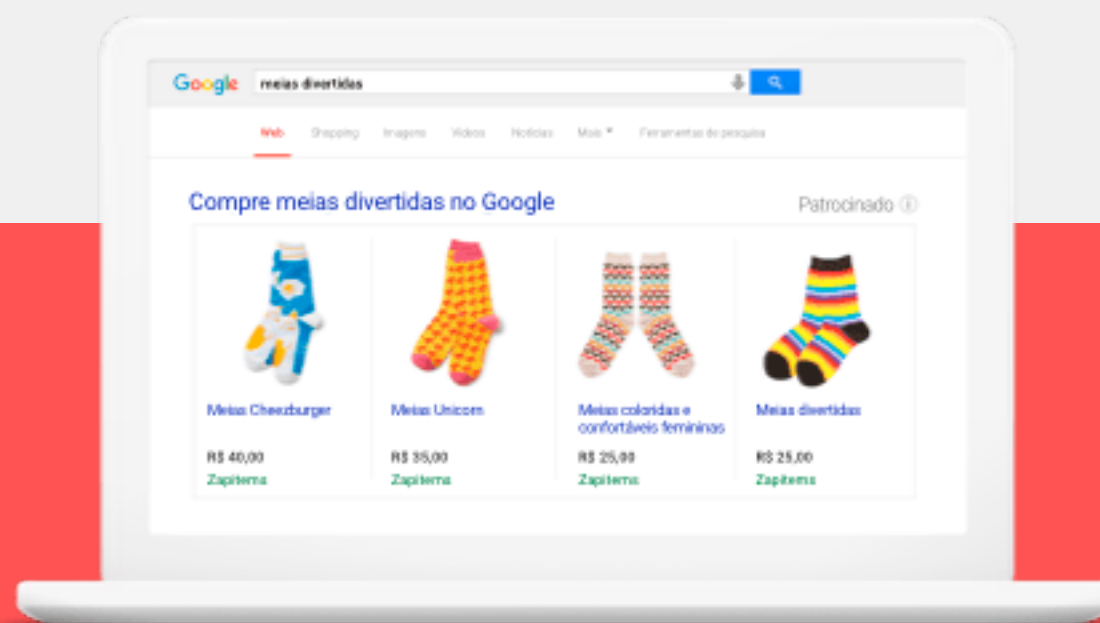 Google meias divertidas
Web Shopping Imagens Vídeos Notícias Mais Ferramentas de pesquisa
Compre meias divertidas no Google Patrocinado
Meias Cheezburger
R$ 40,00
Zapitems
Meias Unicorn
R$ 35,00
Zapitems
Meias coloridas e
confortáveis femininas
R$ 25,00
Zapitems
Meias divertidas
R$ 25,00
Zapitems